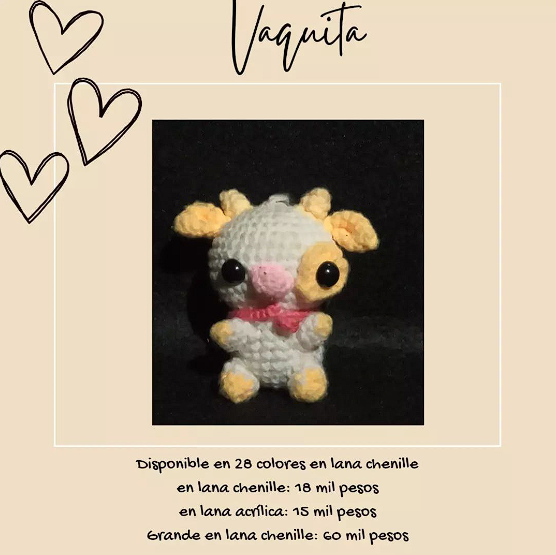 Vaquita
Disponible en 28 colores en lana chenille
en lana chenille: 18 mil pesos
en lana acrílica: 15 mil pesos
Grande en lana chenille: 60 mil pesos